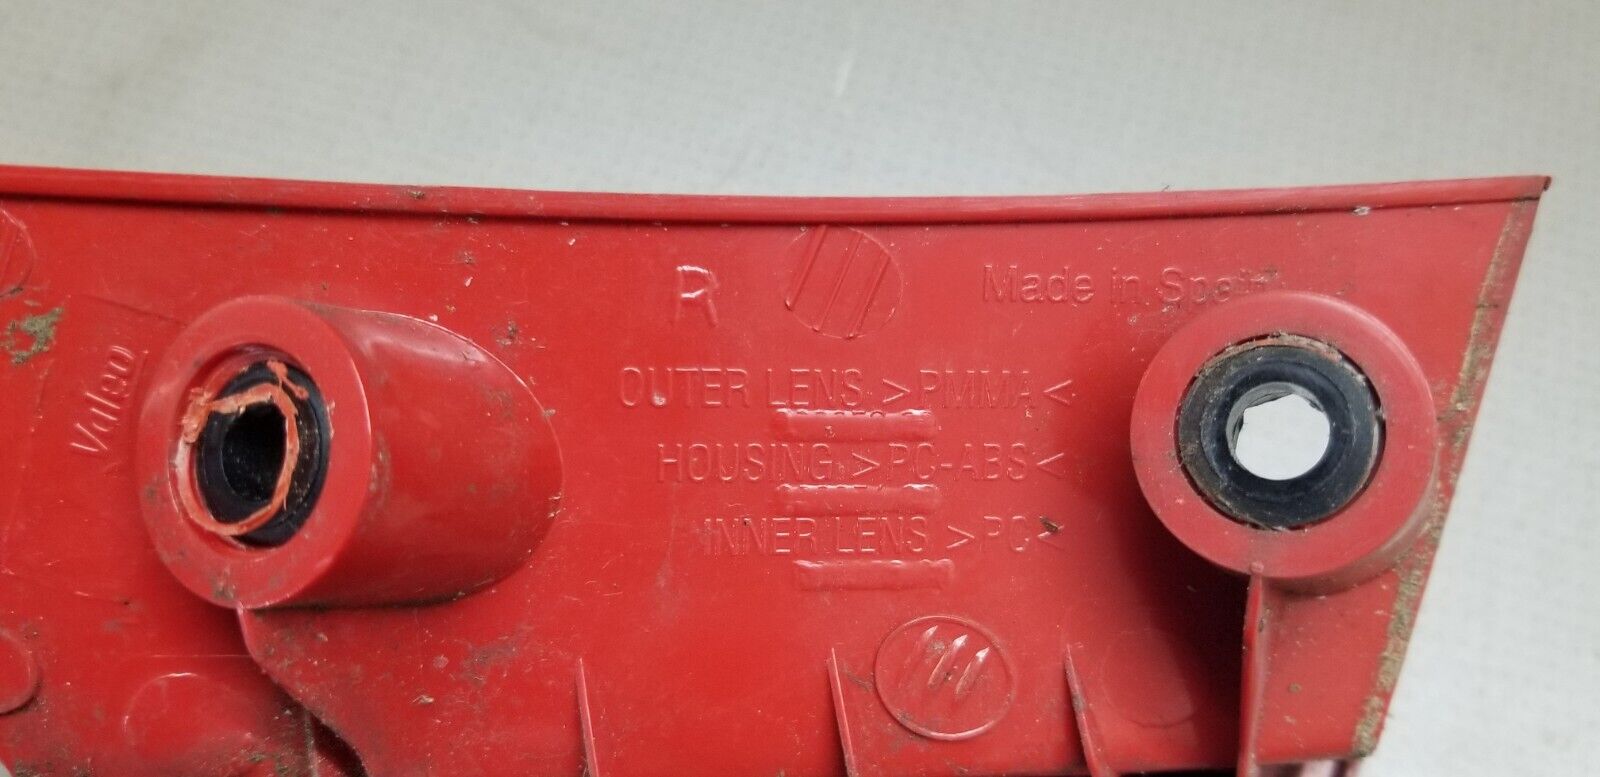 R
Made in Spain
Valeo
OUTER LENS >PMMA<
HOUSING >PC-ABS<
INNER LENS >PC<